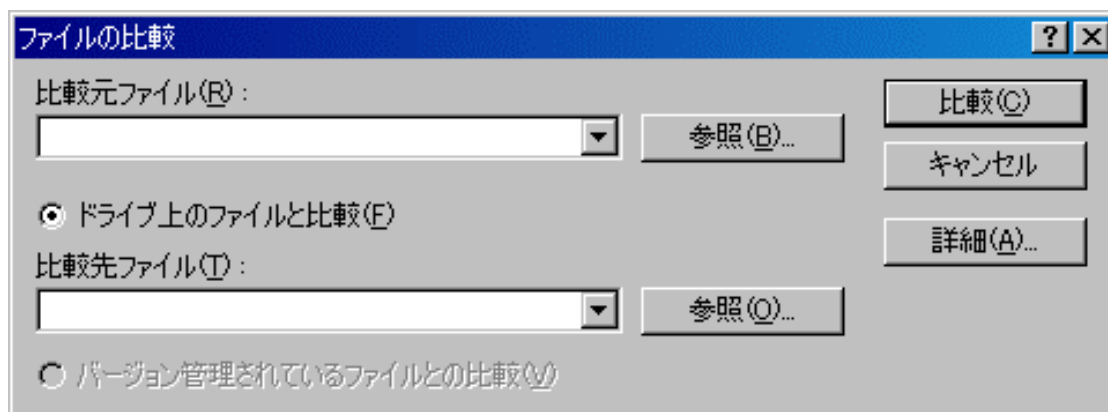 ファイルの比較
比較元ファイル(R):
参照(B)...
比較(C)
キャンセル
ドライブ上のファイルと比較(F)
詳細(A)...
比較先ファイル(T):
参照(O)...
バージョン管理されているファイルとの比較(V)